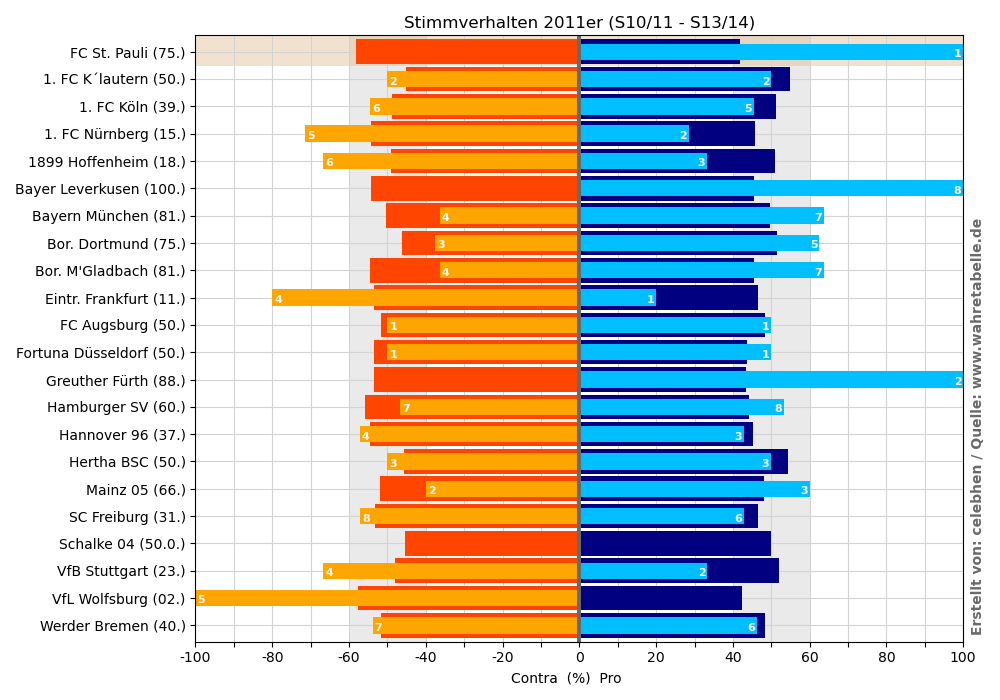 Stimmverhalten 2011er (S10/11 - S13/14)
FC St. Pauli (75.) 1
1. FC K´lautern (50.) 2 2
1. FC Köln (39.) 6 5
1. FC Nürnberg (15.) 5 2
1899 Hoffenheim (18.) 6 3
Bayer Leverkusen (100.) 8
Bayern München (81.) 4 7
Bor. Dortmund (75.) 3 5
Bor. M'Gladbach (81.) 4 7
Eintr. Frankfurt (11.) 4 1
FC Augsburg (50.) 1 1
Fortuna Düsseldorf (50.) 1 1
Greuther Fürth (88.) 2
Hamburger SV (60.) 7 8
Hannover 96 (37.) 4 3
Hertha BSC (50.) 3 3
Mainz 05 (66.) 2 3
SC Freiburg (31.) 8 6
Schalke 04 (50.0.)
VfB Stuttgart (23.) 4 2
VfL Wolfsburg (02.) 5
Werder Bremen (40.) 7 6
-100 -80 -60 -40 -20 0 20 40 60 80 100
Contra (%) Pro
Erstellt von: celebhen / Quelle: www.wahretabelle.de